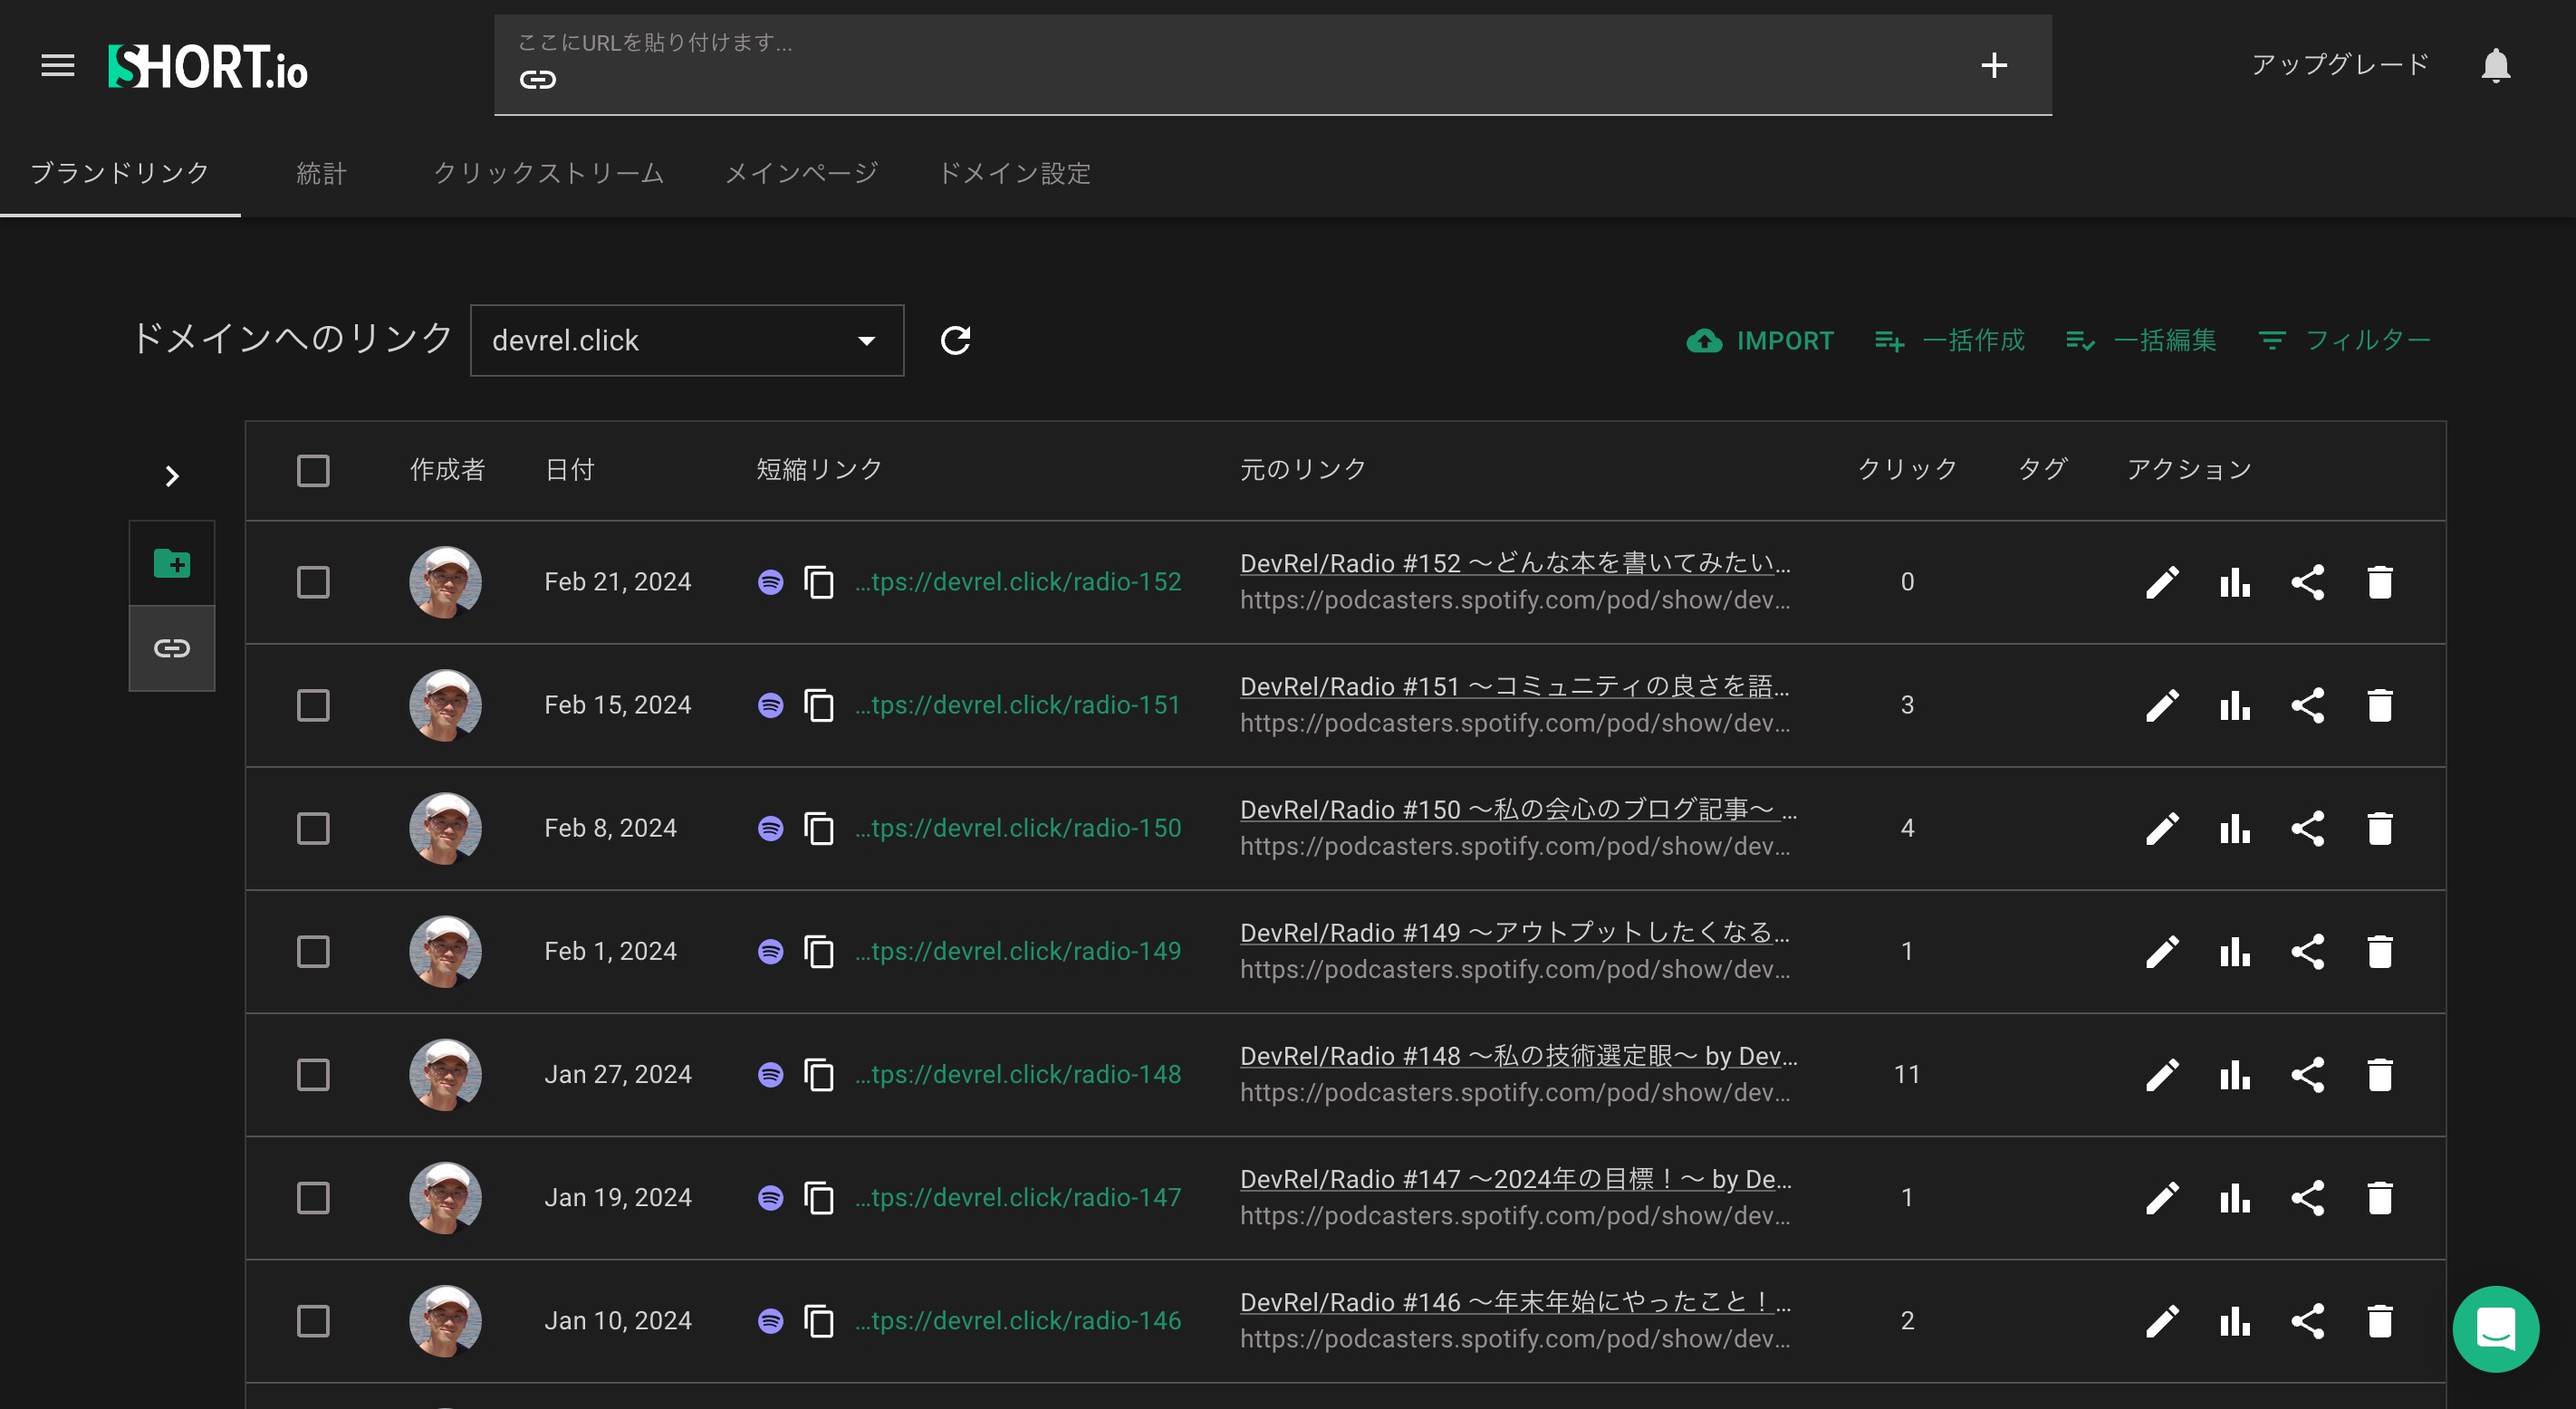 SHORT.io
ここにURLを貼り付けます...
アップグレード
ブランドリンク 統計 クリックストリーム メインページ ドメイン設定
ドメインへのリンク devrel.click IMPORT 一括作成 一括編集 フィルター
作成者 日付 短縮リンク 元のリンク クリック タグ アクション
Feb 21, 2024 ...tps://devrel.click/radio-152 DevRel/Radio #152 〜どんな本を書いてみたい... 0
https://podcasters.spotify.com/pod/show/dev...
Feb 15, 2024 ...tps://devrel.click/radio-151 DevRel/Radio #151 〜コミュニティの良さを語... 3
https://podcasters.spotify.com/pod/show/dev...
Feb 8, 2024 ...tps://devrel.click/radio-150 DevRel/Radio #150 〜私の会心のブログ記事〜 ... 4
https://podcasters.spotify.com/pod/show/dev...
Feb 1, 2024 ...tps://devrel.click/radio-149 DevRel/Radio #149 〜アウトプットしたくなる... 1
https://podcasters.spotify.com/pod/show/dev...
Jan 27, 2024 ...tps://devrel.click/radio-148 DevRel/Radio #148 〜私の技術選定眼〜 by Dev... 11
https://podcasters.spotify.com/pod/show/dev...
Jan 19, 2024 ...tps://devrel.click/radio-147 DevRel/Radio #147 〜2024年の目標！〜 by De... 1
https://podcasters.spotify.com/pod/show/dev...
Jan 10, 2024 ...tps://devrel.click/radio-146 DevRel/Radio #146 〜年末年始にやったこと！... 2
https://podcasters.spotify.com/pod/show/dev...